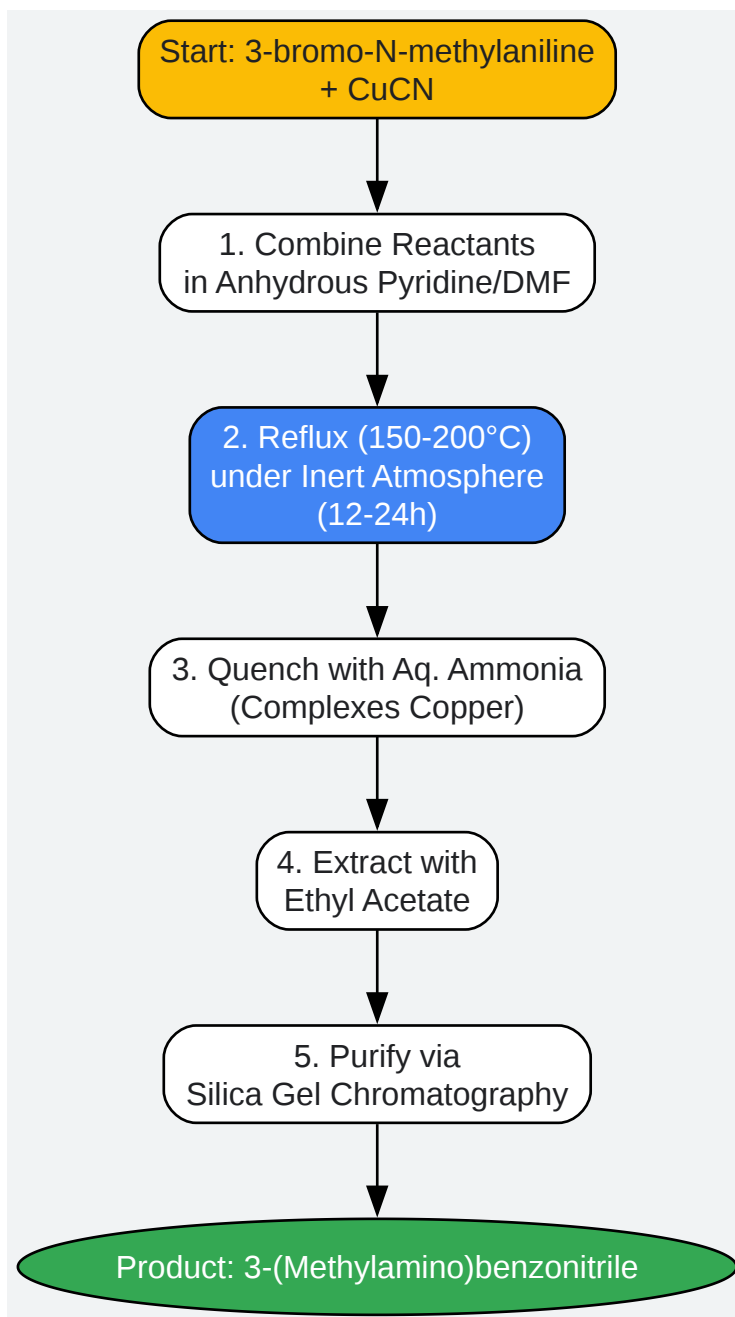 Start: 3-bromo-N-methylaniline
+ CuCN
1. Combine Reactants
in Anhydrous Pyridine/DMF
2. Reflux (150-200°C)
under Inert Atmosphere
(12-24h)
3. Quench with Aq. Ammonia
(Complexes Copper)
4. Extract with
Ethyl Acetate
5. Purify via
Silica Gel Chromatography
Product: 3-(Methylamino)benzonitrile